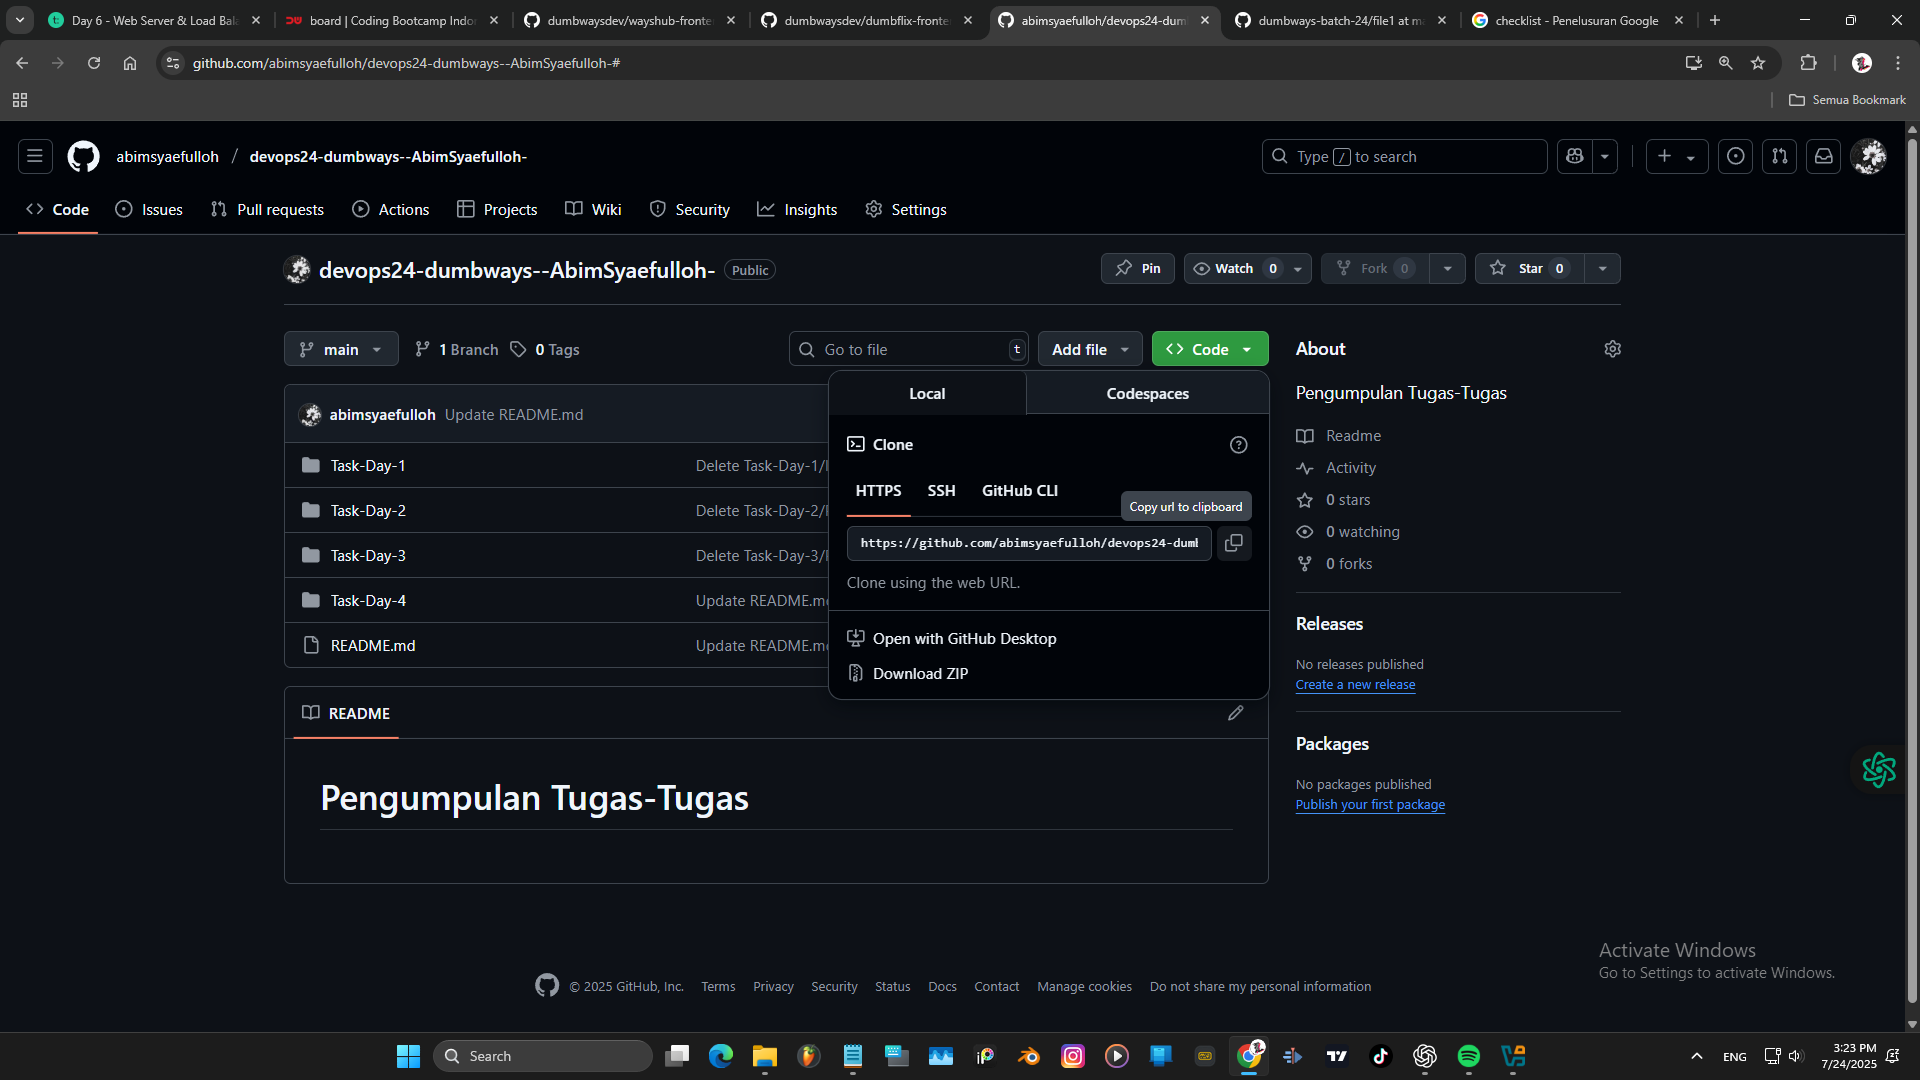 Day 6 - Web Server & Load Bala
board | Coding Bootcamp Indon
dumbwaysdev/wayshub-fronte
dumbwaysdev/dumbflix-fronte
abimsyaefulloh/devops24-dumb
dumbways-batch-24/file1 at ma
checklist - Penelusuran Google
github.com/abimsyaefulloh/devops24-dumbways--AbimSyaefulloh-#
Semua Bookmark
abimsyaefulloh / devops24-dumbways--AbimSyaefulloh-
Type / to search
Code
Issues
Pull requests
Actions
Projects
Wiki
Security
Insights
Settings
devops24-dumbways--AbimSyaefulloh- Public
Pin
Watch 0
Fork 0
Star 0
main
1 Branch
0 Tags
Go to file t
Add file
Code
Local
Codespaces
Clone
HTTPS
SSH
GitHub CLI
Copy url to clipboard
https://github.com/abimsyaefulloh/devops24-dumb
Clone using the web URL.
Open with GitHub Desktop
Download ZIP
abimsyaefulloh Update README.md
Task-Day-1 Delete Task-Day-1/
Task-Day-2 Delete Task-Day-2/
Task-Day-3 Delete Task-Day-3/
Task-Day-4 Update README.m
README.md Update README.m
README
Pengumpulan Tugas-Tugas
About
Pengumpulan Tugas-Tugas
Readme
Activity
0 stars
0 watching
0 forks
Releases
No releases published
Create a new release
Packages
No packages published
Publish your first package
Activate Windows
Go to Settings to activate Windows.
© 2025 GitHub, Inc. Terms Privacy Security Status Docs Contact Manage cookies Do not share my personal information
Search
ENG
3:23 PM
7/24/2025